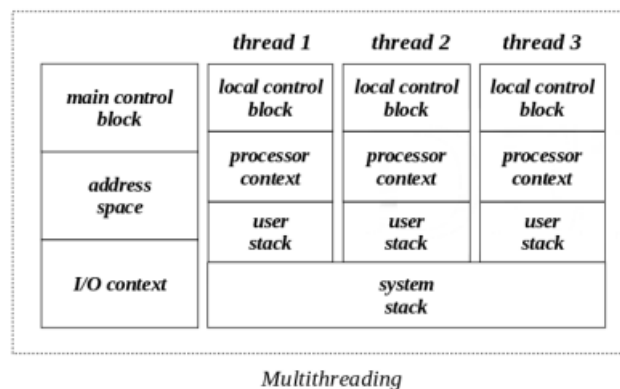 thread 1 thread 2 thread 3
main control
block
address
space
I/O context
local control
block
processor
context
user
stack
local control
block
processor
context
user
stack
local control
block
processor
context
user
stack
system
stack
Multithreading